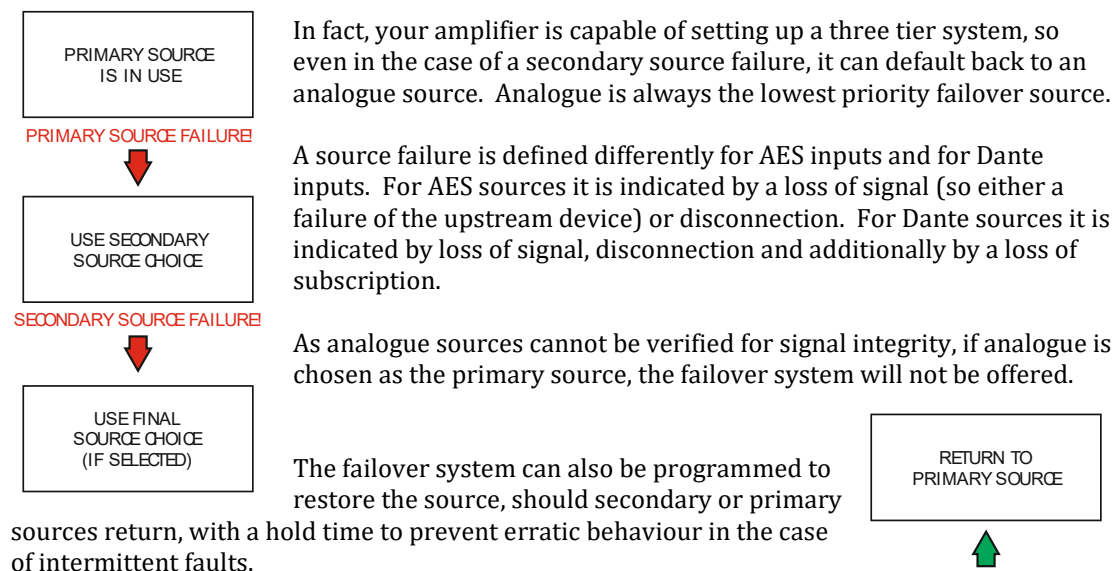 PRIMARY SOURCE
IS IN USE
PRIMARY SOURCE FAILURE!
USE SECONDARY
SOURCE CHOICE
SECONDARY SOURCE FAILURE!
USE FINAL
SOURCE CHOICE
(IF SELECTED)
In fact, your amplifier is capable of setting up a three tier system, so
even in the case of a secondary source failure, it can default back to an
analogue source.  Analogue is always the lowest priority failover source.
A source failure is defined differently for AES inputs and for Dante
inputs.  For AES sources it is indicated by a loss of signal (so either a
failure of the upstream device) or disconnection.  For Dante sources it is
indicated by loss of signal, disconnection and additionally by a loss of
subscription.
As analogue sources cannot be verified for signal integrity, if analogue is
chosen as the primary source, the failover system will not be offered.
The failover system can also be programmed to
restore the source, should secondary or primary
sources return, with a hold time to prevent erratic behaviour in the case
of intermittent faults.
RETURN TO
PRIMARY SOURCE